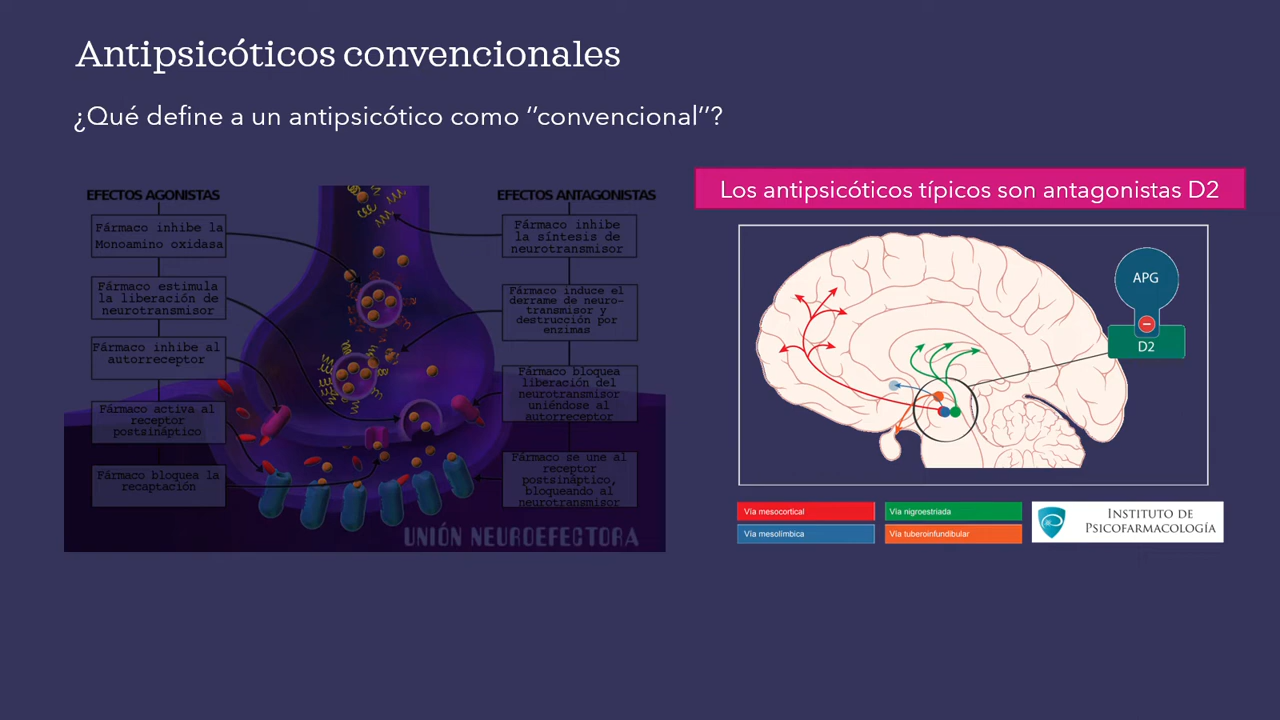 Antipsicóticos convencionales
¿Qué define a un antipsicótico como ‘’convencional’’?
EFECTOS AGONISTAS
Fármaco inhibe la
Monoamino oxidasa
Fármaco estimula
la liberación de
neurotransmisor
Fármaco inhibe al
autorreceptor
Fármaco activa al
receptor
postsináptico
Fármaco bloquea la
recaptación
EFECTOS ANTAGONISTAS
Fármaco inhibe
la síntesis de
neurotransmisor
Fármaco induce el
derrame de neuro-
transmisor y
destrucción por
enzimas
Fármaco bloquea
liberación del
neurotransmisor
uniéndose al
autorreceptor
Fármaco se une al
receptor
postsináptico,
bloqueando al
neurotransmisor
UNIÓN NEUROEFECTORA
Los antipsicóticos típicos son antagonistas D2
APG
D2
Vía mesocortical
Vía nigroestriada
Vía mesolímbica
Vía tuberoinfundibular
INSTITUTO DE
PSICOFARMACOLOGÍA